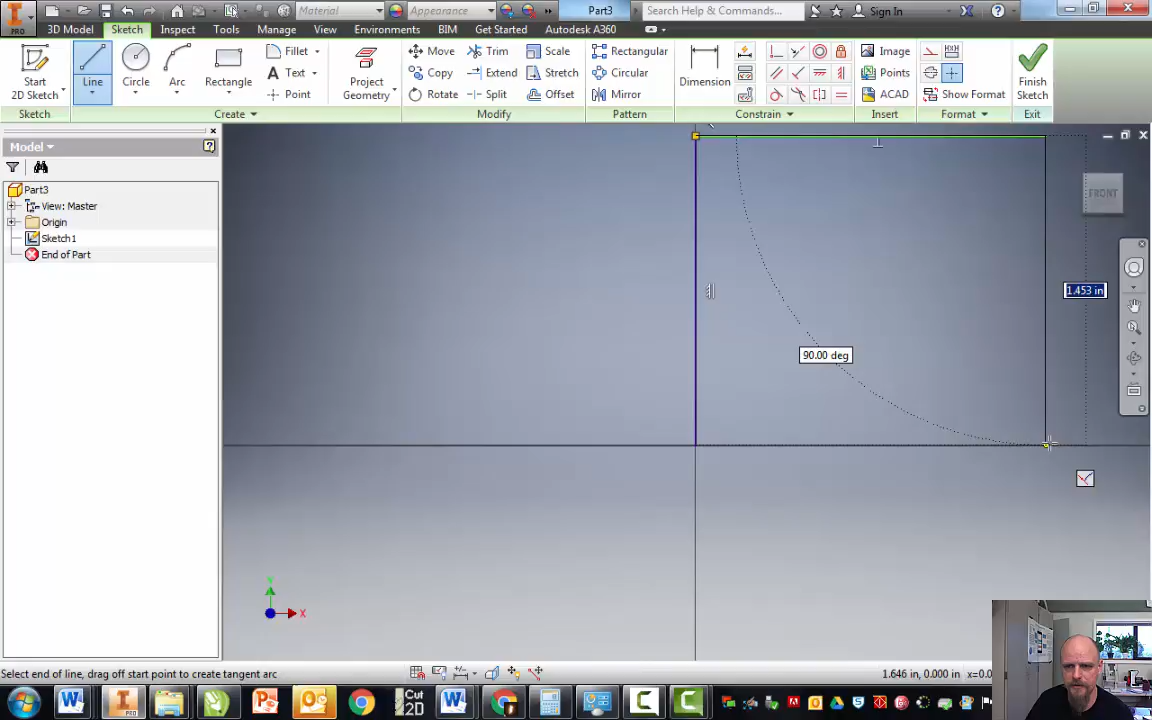 Material
Appearance
Part3
Search Help & Commands...
Sign In
PRO
3D Model
Sketch
Inspect
Tools
Manage
View
Environments
BIM
Get Started
Autodesk A360
Start
2D Sketch
Line
Circle
Arc
Rectangle
Fillet
Text
Point
Project
Geometry
Move
Copy
Rotate
Trim
Extend
Split
Scale
Stretch
Offset
Rectangular
Circular
Mirror
Dimension
Image
Points
ACAD
Show Format
Finish
Sketch
Sketch
Create
Modify
Pattern
Constrain
Insert
Format
Exit
Model
Part3
View: Master
Origin
Sketch1
End of Part
FRONT
1.453 in
90.00 deg
Y
X
Select end of line, drag off start point to create tangent arc
1.646 in, 0.000 in
Cut
2D